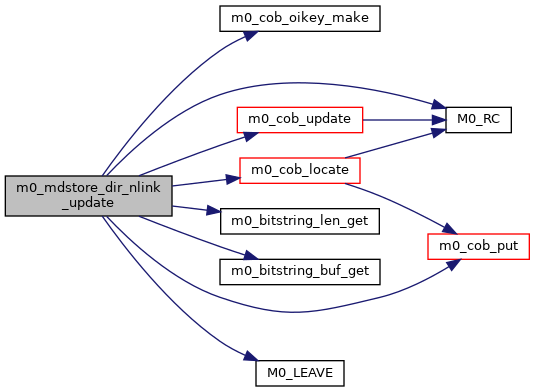 m0_cob_oikey_make
m0_cob_update
M0_RC
m0_cob_locate
m0_mdstore_dir_nlink
_update
m0_bitstring_len_get
m0_cob_put
m0_bitstring_buf_get
M0_LEAVE